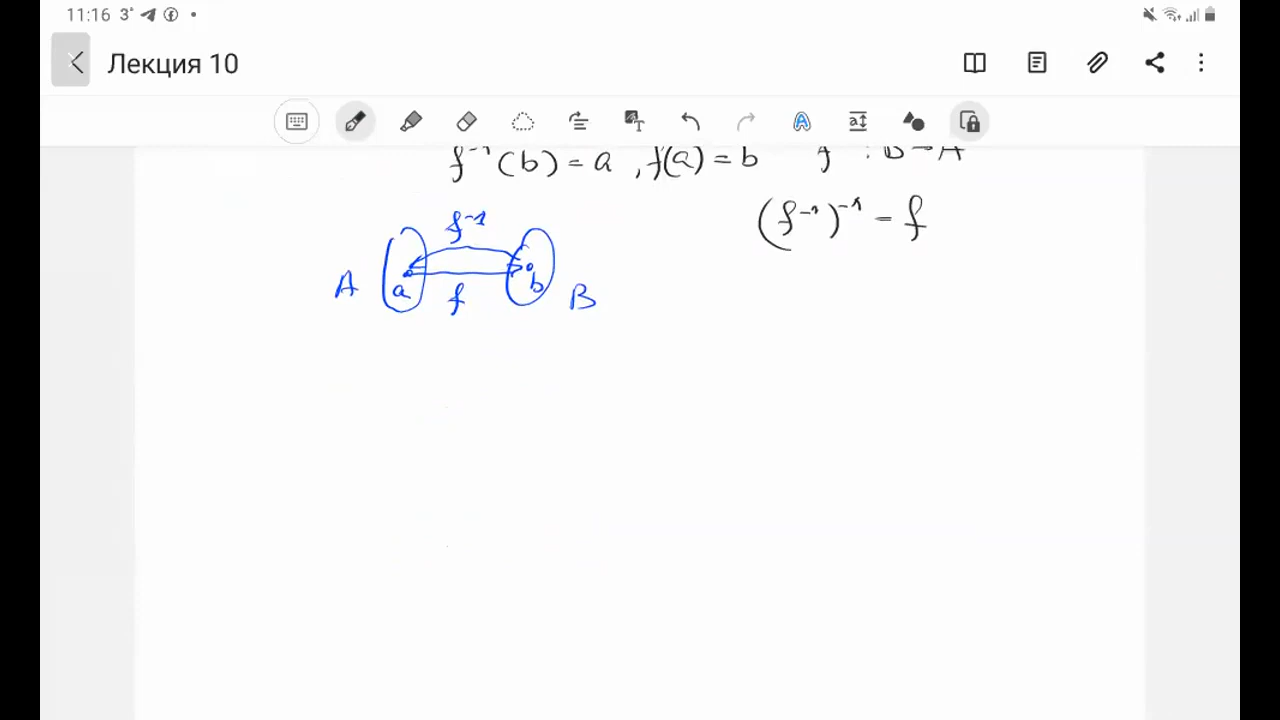 11:16 3°
Лекция 10
f⁻¹(b) = a , f(a) = b f : B → A
(f⁻¹)⁻¹ = f
f⁻¹
A a b B
f